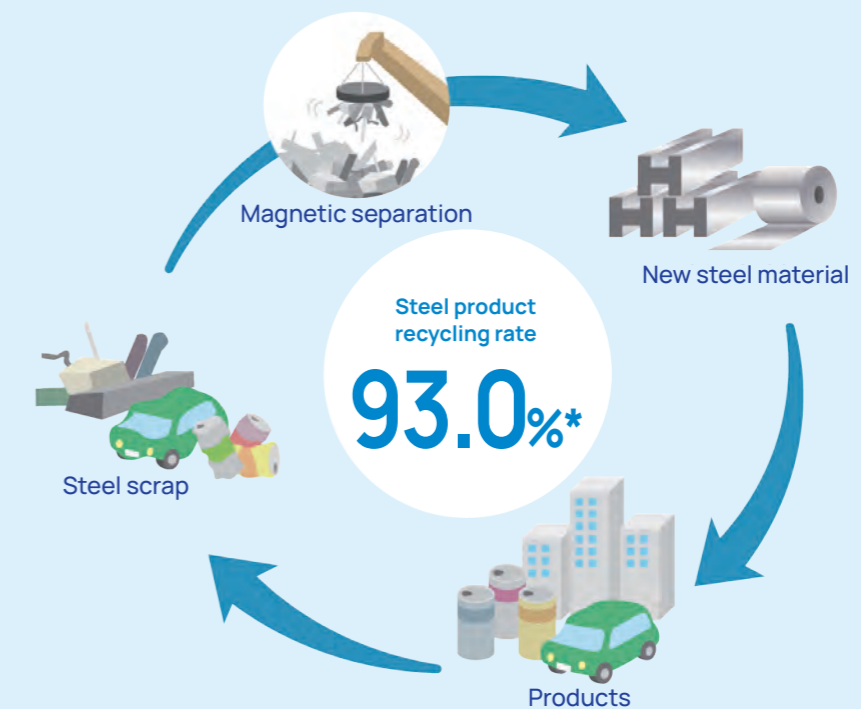 Magnetic separation
New steel material
Steel product
recycling rate
93.0%*
Steel scrap
Products